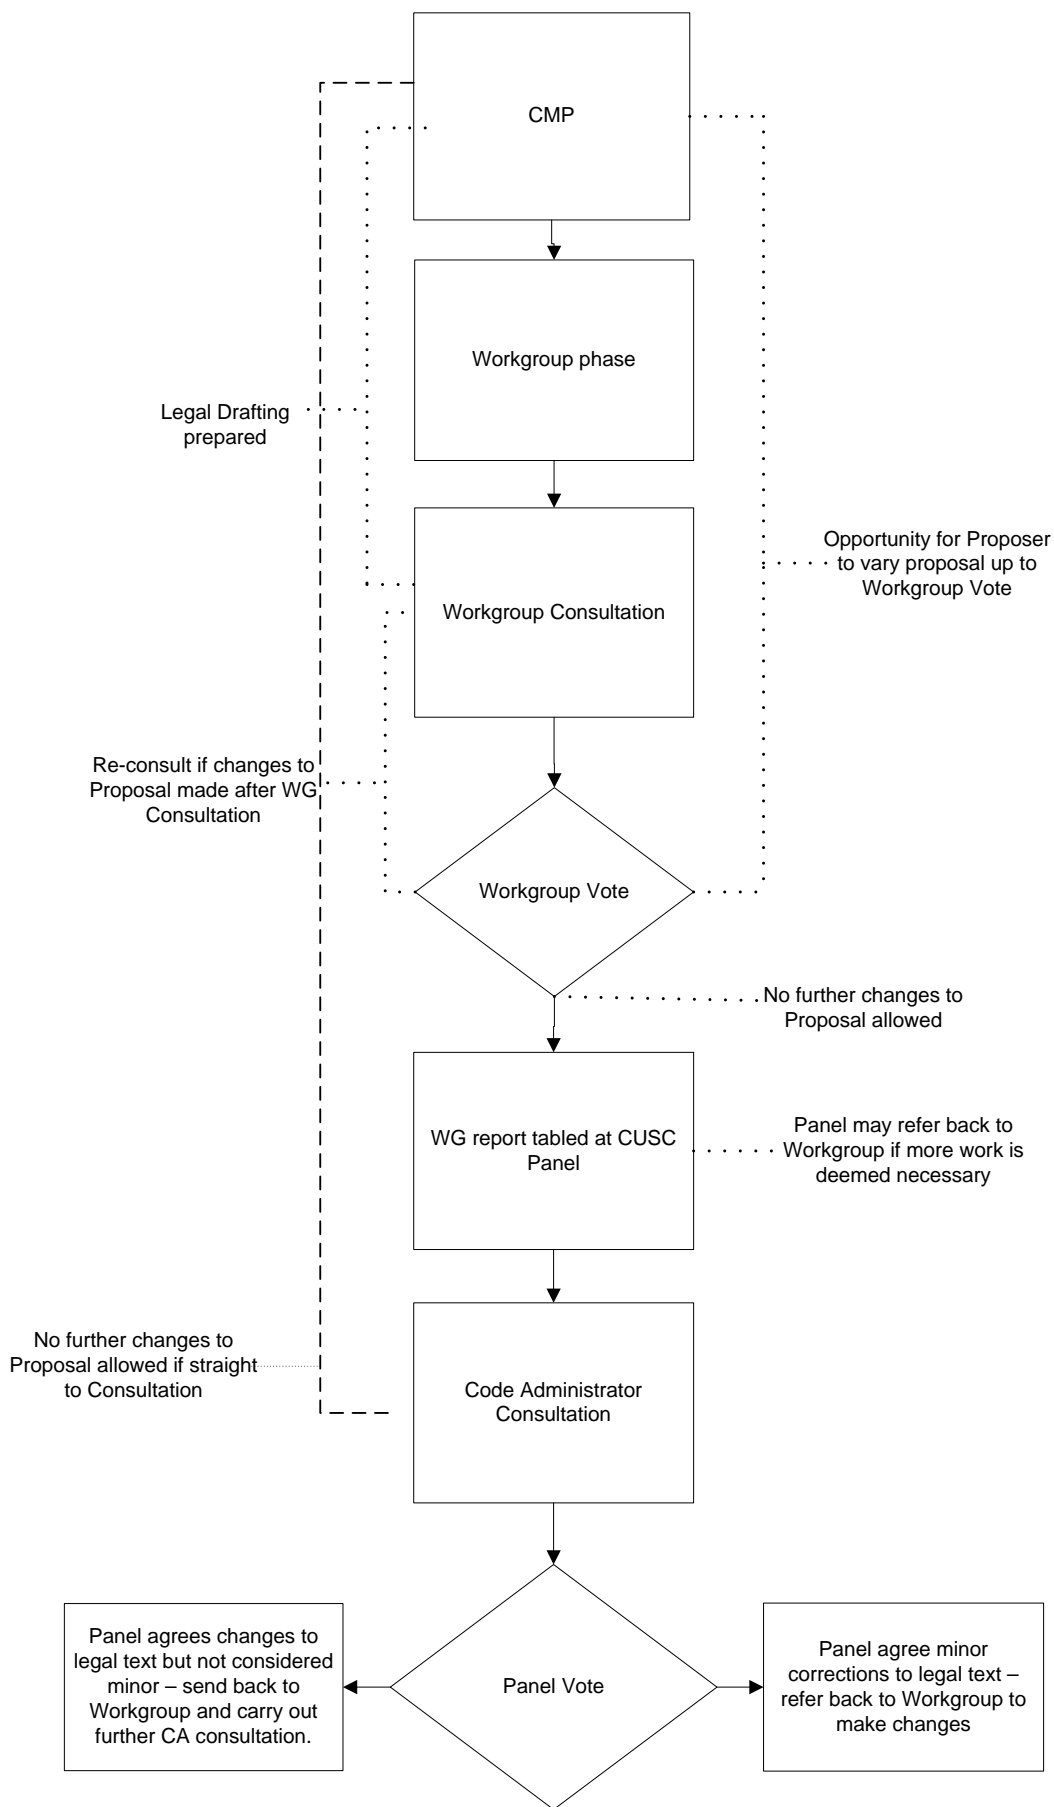 CMP
Workgroup phase
Legal Drafting
prepared
Workgroup Consultation
Opportunity for Proposer
to vary proposal up to
Workgroup Vote
Re-consult if changes to
Proposal made after WG
Consultation
Workgroup Vote
No further changes to
Proposal allowed
WG report tabled at CUSC
Panel
Panel may refer back to
Workgroup if more work is
deemed necessary
No further changes to
Proposal allowed if straight
to Consultation
Code Administrator
Consultation
Panel agrees changes to
legal text but not considered
minor – send back to
Workgroup and carry out
further CA consultation.
Panel Vote
Panel agree minor
corrections to legal text –
refer back to Workgroup to
make changes